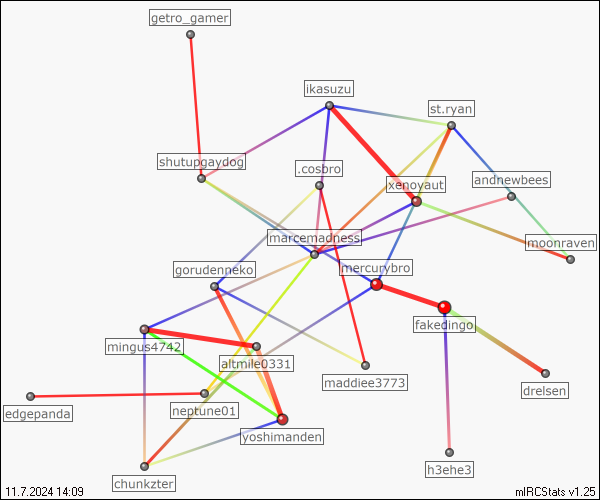 getro_gamer
ikasuzu
st.ryan
shutupgaydog
.cosbro
xenoyaut
andnewbees
marcemadness
moonraven
gorudenneko
mercurybro
fakedingo
mingus4742
altmile0331
maddiee3773
drelsen
edgepanda
neptune01
yoshimanden
h3ehe3
chunkzter
11.7.2024 14:09
mIRCStats v1.25